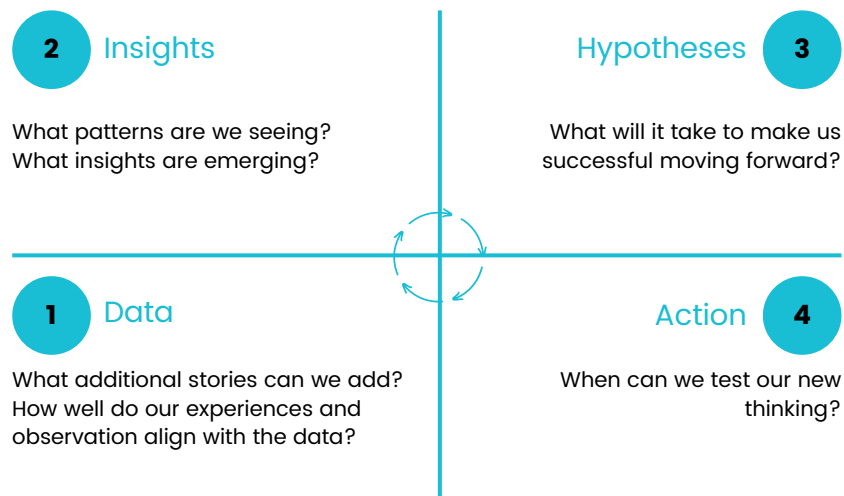 2 Insights
What patterns are we seeing?
What insights are emerging?
Hypotheses 3
What will it take to make us
successful moving forward?
1 Data
What additional stories can we add?
How well do our experiences and
observation align with the data?
Action 4
When can we test our new
thinking?